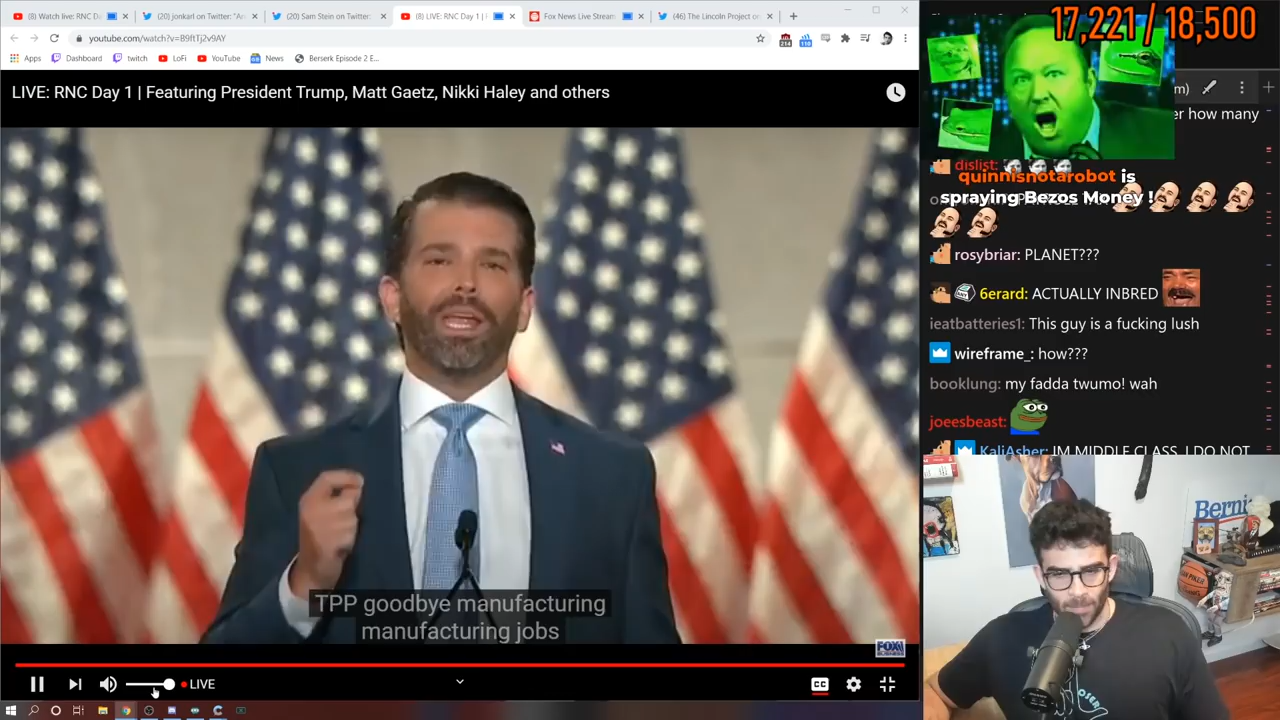 (8) Watch live: RNC D
(20) jonkarl on Twitter: "An
(20) Sam Stein on Twitter:
(8) LIVE: RNC Day 1 | F
Fox News Live Stream
(46) The Lincoln Project on
youtube.com/watch?v=B9ftTj2v9AY
Apps
Dashboard
twitch
LoFi
YouTube
News
Berserk Episode 2 E...
LIVE: RNC Day 1 | Featuring President Trump, Matt Gaetz, Nikki Haley and others
TPP goodbye manufacturing
manufacturing jobs
FOX
BUSINESS
LIVE
CC
17,221 / 18,500
m)
er how many
dislist:
quinnisnotarobot is
spraying Bezos Money !
rosybriar: PLANET???
6erard: ACTUALLY INBRED
ieatbatteries1: This guy is a fucking lush
wireframe_: how???
booklung: my fadda twumo! wah
joeesbeast:
KaliAsher: IM MIDDLE CLASS, I DO NOT
Berni